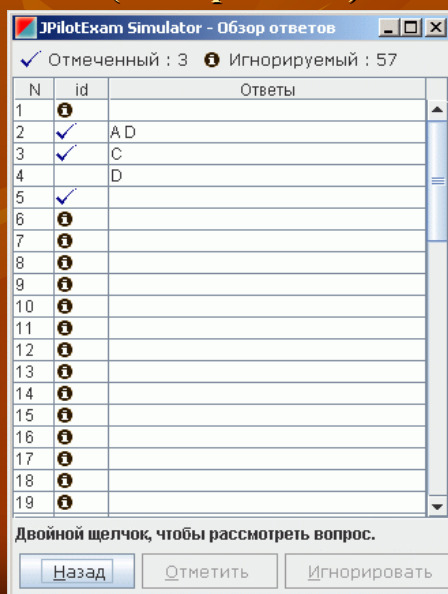 JPilotExam Simulator - Обзор ответов
Отмеченный : 3 Игнорируемый : 57
N id Ответы
1
2 A D
3 C
4 D
5
6
7
8
9
10
11
12
13
14
15
16
17
18
19
Двойной щелчок, чтобы рассмотреть вопрос.
Назад Отметить Игнорировать